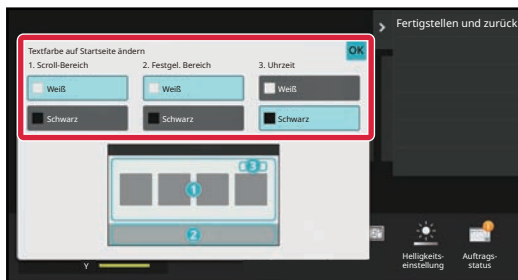 Fertigstellen und zurück
Textfarbe auf Startseite ändern
OK
1. Scroll-Bereich
2. Festgel. Bereich
3. Uhrzeit
Weiß
Weiß
Weiß
Schwarz
Schwarz
Schwarz
3
1
2
Helligkeits-
einstellung
Auftrags-
status
Y